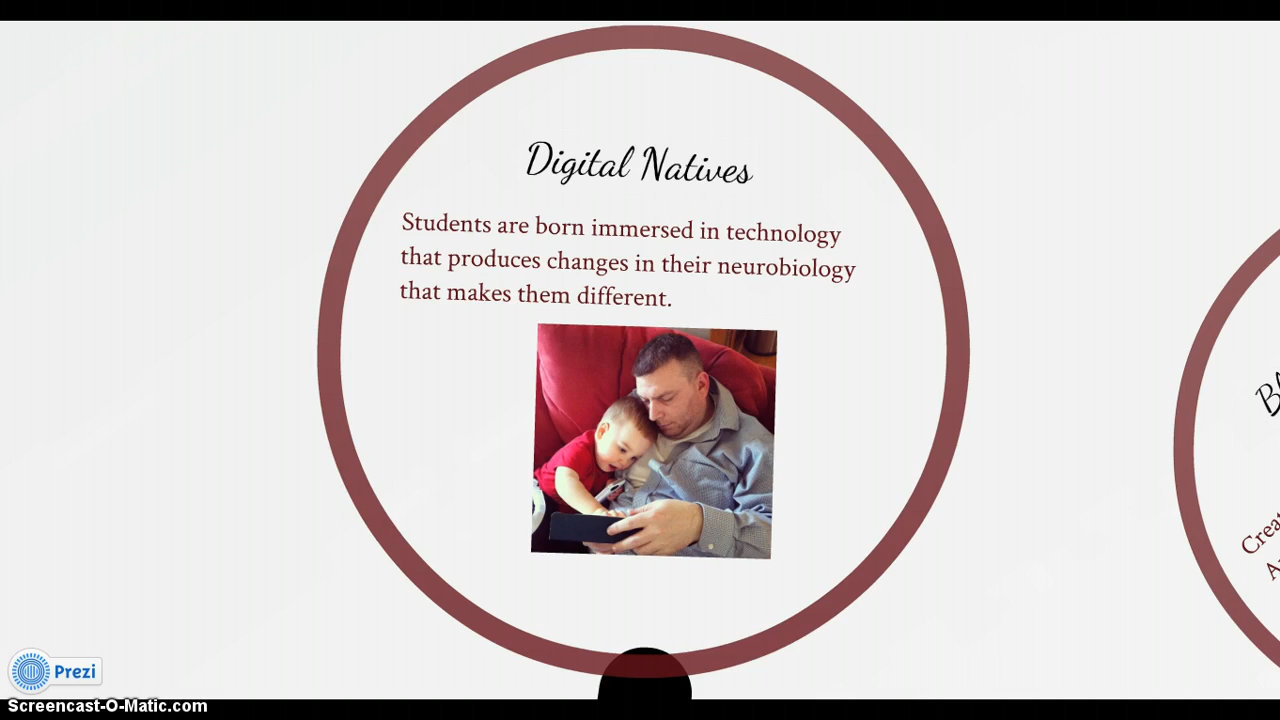 Digital Natives
Students are born immersed in technology
that produces changes in their neurobiology
that makes them different.
Prezi
Screencast-O-Matic.com